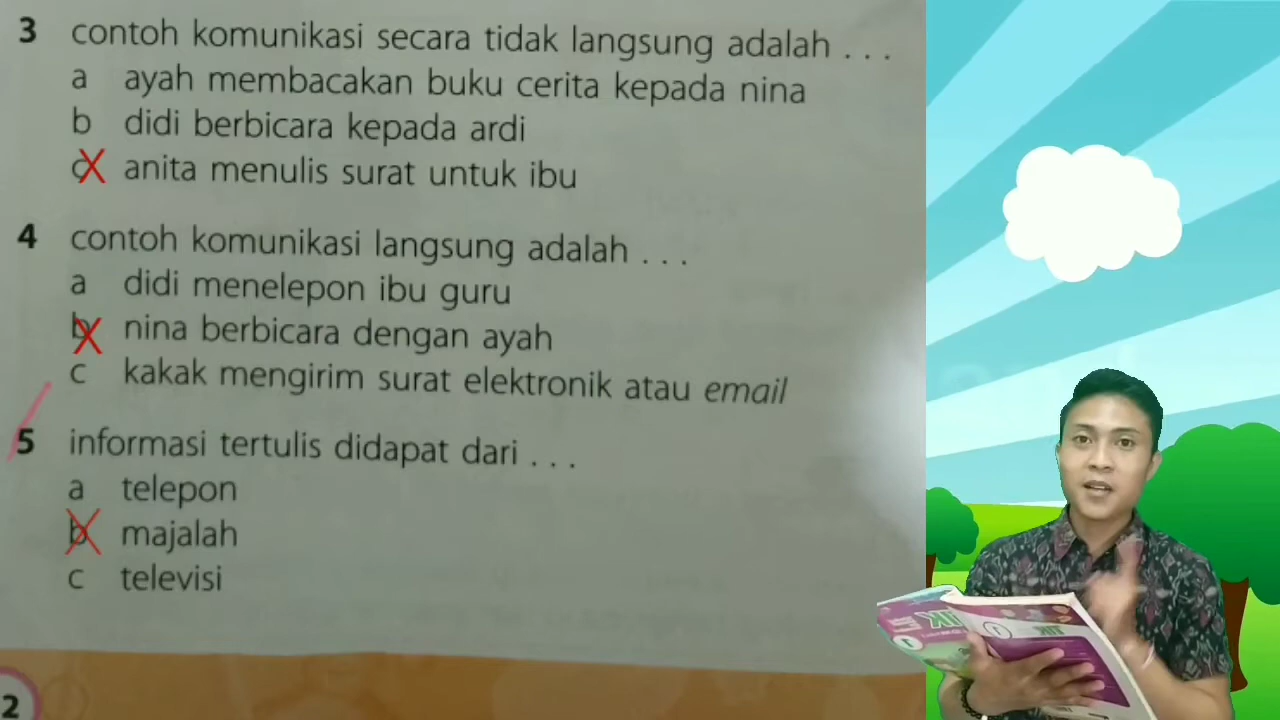 3 contoh komunikasi secara tidak langsung adalah . . .
a ayah membacakan buku cerita kepada nina
b didi berbicara kepada ardi
c anita menulis surat untuk ibu
4 contoh komunikasi langsung adalah . . .
a didi menelepon ibu guru
b nina berbicara dengan ayah
c kakak mengirim surat elektronik atau email
5 informasi tertulis didapat dari . . .
a telepon
b majalah
c televisi
2